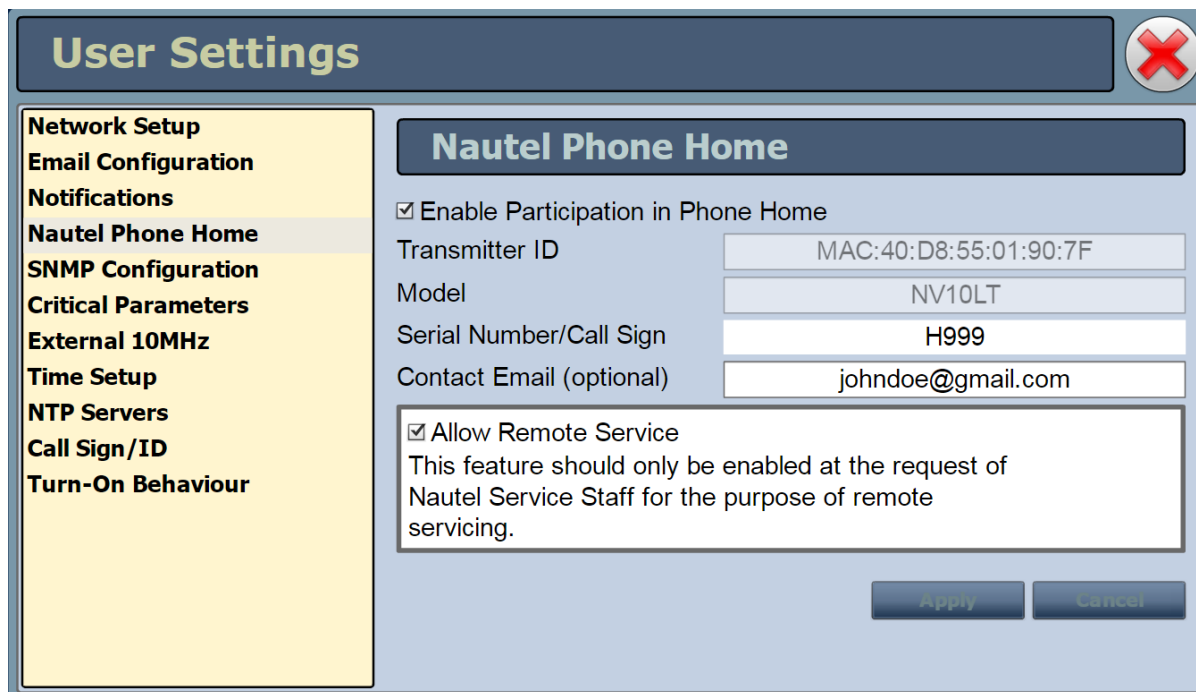 User Settings
Network Setup
Email Configuration
Notifications
Nautel Phone Home
SNMP Configuration
Critical Parameters
External 10MHz
Time Setup
NTP Servers
Call Sign/ID
Turn-On Behaviour
Nautel Phone Home
Enable Participation in Phone Home
Transmitter ID MAC:40:D8:55:01:90:7F
Model NV10LT
Serial Number/Call Sign H999
Contact Email (optional) johndoe@gmail.com
Allow Remote Service
This feature should only be enabled at the request of
Nautel Service Staff for the purpose of remote
servicing.
Apply Cancel